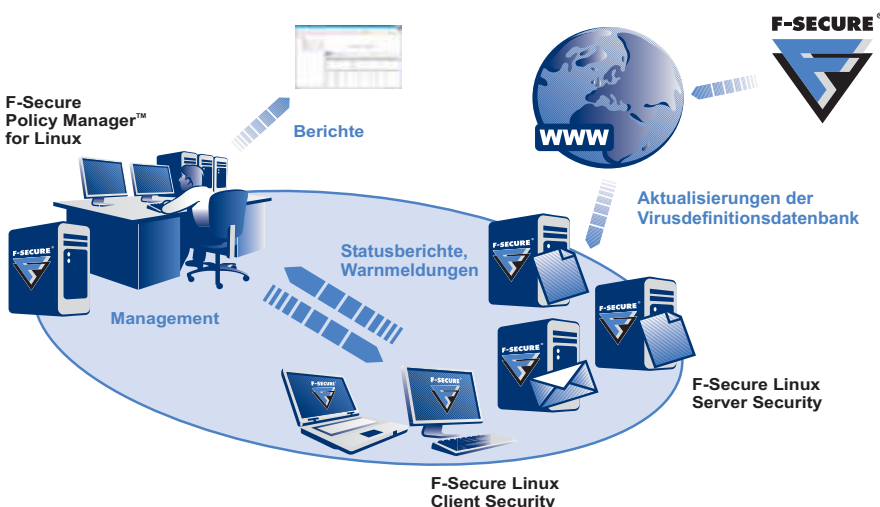 F-SECURE®
F-Secure
Policy Manager™
for Linux
Berichte
WWW
Aktualisierungen der
Virusdefinitionsdatenbank
Statusberichte,
Warnmeldungen
F-SECURE®
F-SECURE®
Management
F-SECURE®
F-SECURE®
F-SECURE®
F-SECURE®
F-Secure Linux
Server Security
F-Secure Linux
Client Security